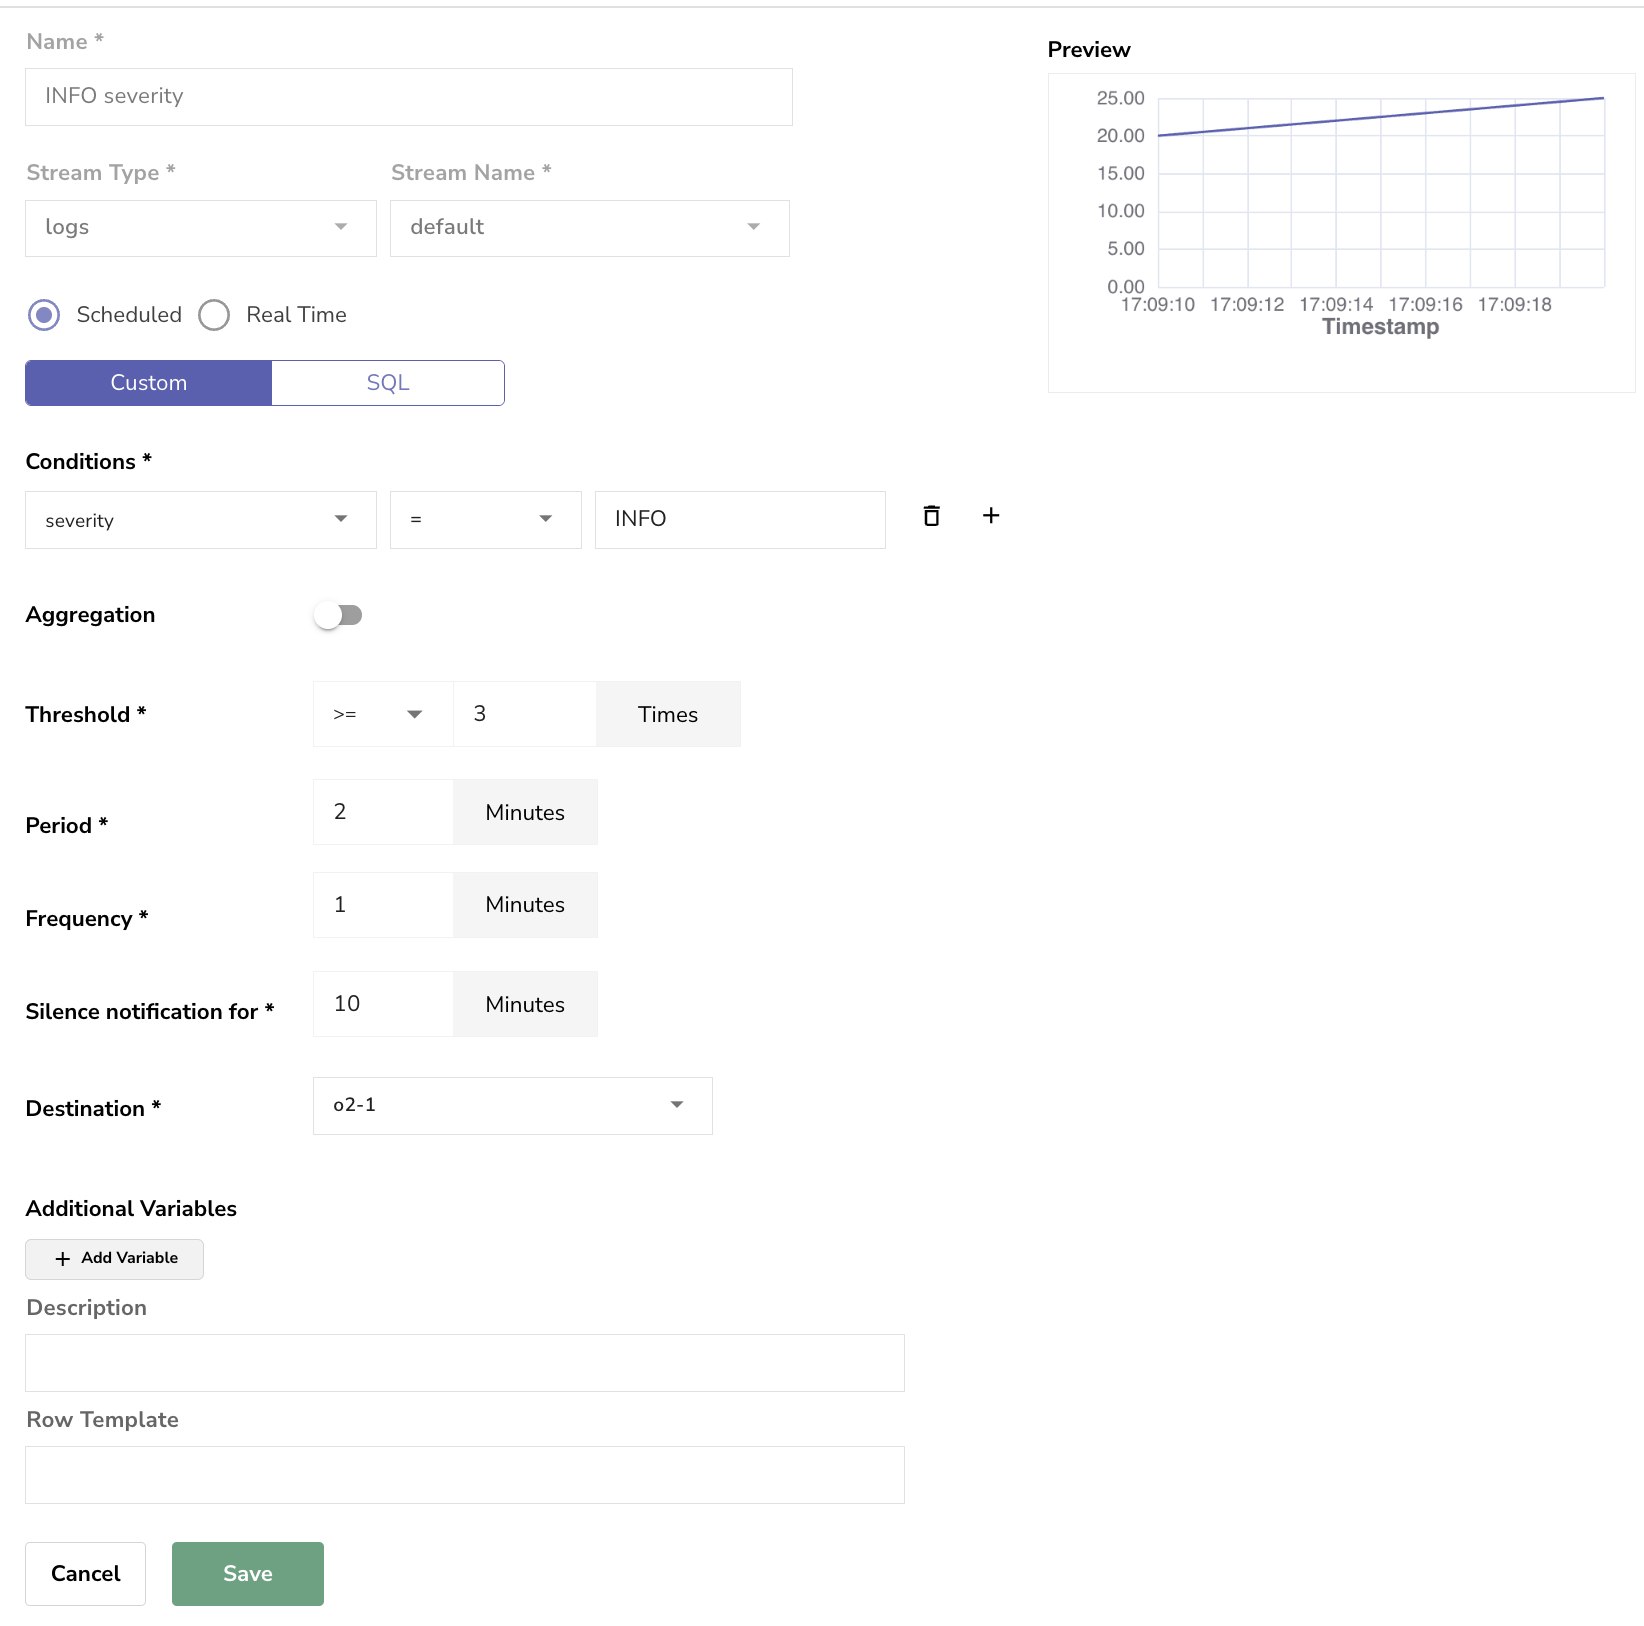 Name *
INFO severity
Stream Type *
Stream Name *
logs
default
Scheduled
Real Time
Custom
SQL
Conditions *
severity
=
INFO
+
Aggregation
Threshold *
>=
3
Times
Period *
2
Minutes
Frequency *
1
Minutes
Silence notification for *
10
Minutes
Destination *
o2-1
Additional Variables
+ Add Variable
Description
Row Template
Cancel
Save
Preview
25.00
20.00
15.00
10.00
5.00
0.00
17:09:10 17:09:12 17:09:14 17:09:16 17:09:18
Timestamp